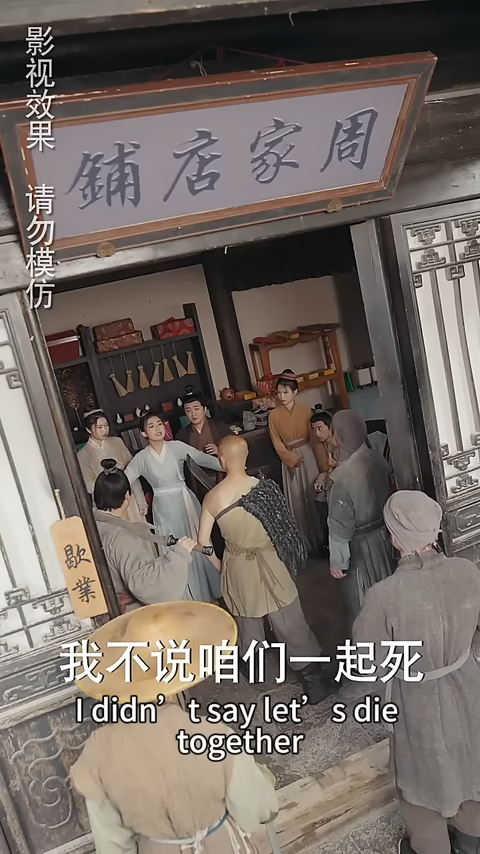 影视效果 请勿模仿
周家店鋪
歇業
我不说咱们一起死
I didn't say let's die
together